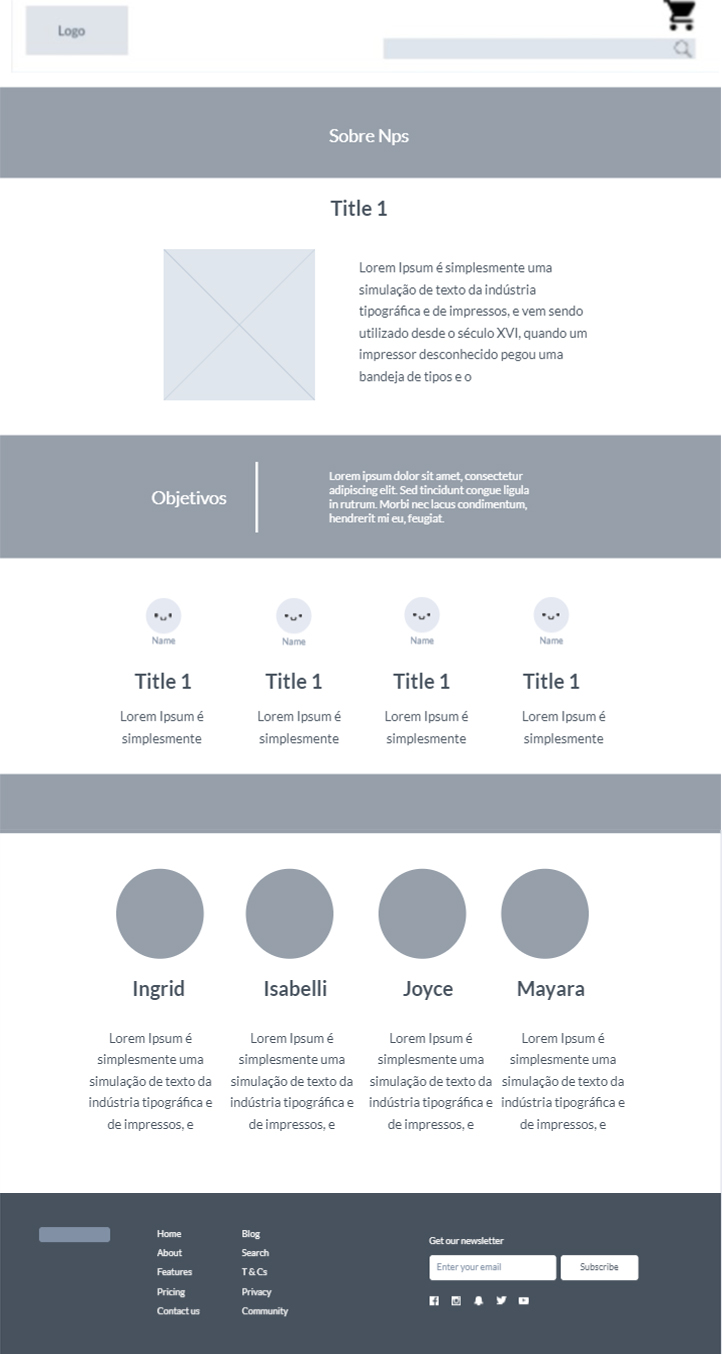 Logo
Sobre Nps
Title 1
Lorem Ipsum é simplesmente uma
simulação de texto da indústria
tipográfica e de impressos, e vem sendo
utilizado desde o século XVI, quando um
impressor desconhecido pegou uma
bandeja de tipos e o
Objetivos
Lorem ipsum dolor sit amet, consectetur
adipiscing elit. Sed tincidunt congue ligula
in rutrum. Morbi nec lacus condimentum,
hendrerit mi eu, feugiat.
Name
Title 1
Lorem Ipsum é
simplesmente
Name
Title 1
Lorem Ipsum é
simplesmente
Name
Title 1
Lorem Ipsum é
simplesmente
Name
Title 1
Lorem Ipsum é
simplesmente
Ingrid
Lorem Ipsum é
simplesmente uma
simulação de texto da
indústria tipográfica e
de impressos, e
Isabelli
Lorem Ipsum é
simplesmente uma
simulação de texto da
indústria tipográfica e
de impressos, e
Joyce
Lorem Ipsum é
simplesmente uma
simulação de texto da
indústria tipográfica e
de impressos, e
Mayara
Lorem Ipsum é
simplesmente uma
simulação de texto da
indústria tipográfica e
de impressos, e
Home
About
Features
Pricing
Contact us
Blog
Search
T & Cs
Privacy
Community
Get our newsletter
Enter your email
Subscribe